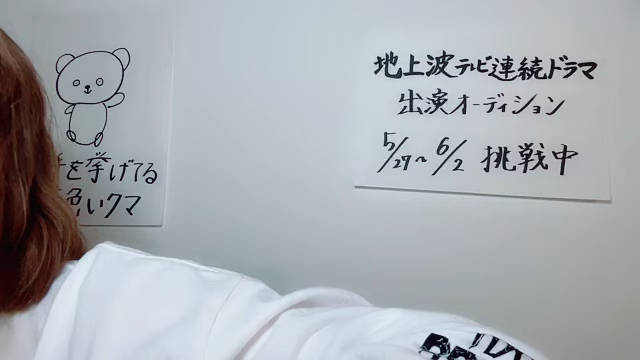 を挙げてる
いクマ
地上波テレビ連続ドラマ
出演オーディション
5/27〜6/2 挑戦中